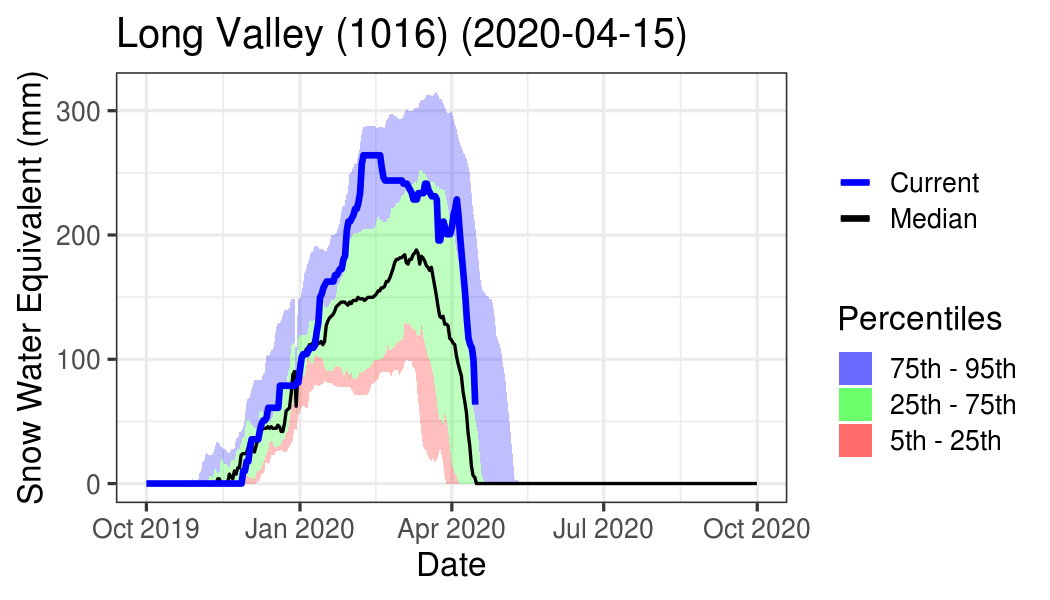 Long Valley (1016) (2020-04-15)
Snow Water Equivalent (mm)
300
200
100
0
Oct 2019 Jan 2020 Apr 2020 Jul 2020 Oct 2020
Date
Current
Median
Percentiles
75th - 95th
25th - 75th
5th - 25th